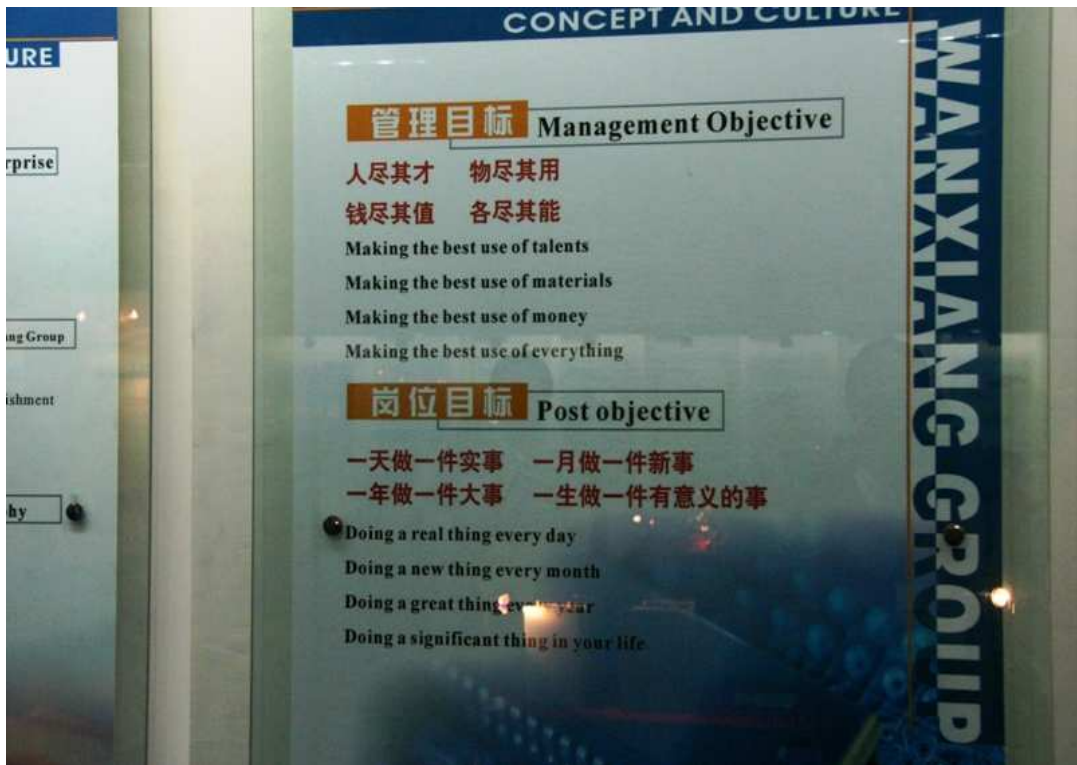 URE
rprise
ng Group
ishment
hy
CONCEPT AND CULTURE
管理目标 Management Objective
人尽其才 物尽其用
钱尽其值 各尽其能
Making the best use of talents
Making the best use of materials
Making the best use of money
Making the best use of everything
岗位目标 Post objective
一天做一件实事 一月做一件新事
一年做一件大事 一生做一件有意义的事
Doing a real thing every day
Doing a new thing every month
Doing a great thing every year
Doing a significant thing in your life
WANXIANG GROUP
WANXIANG GROUP